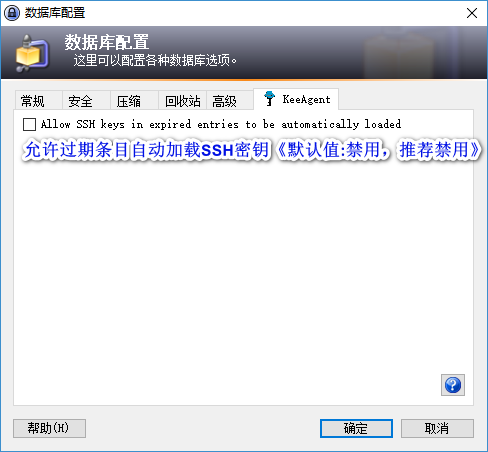 数据库配置
数据库配置
这里可以配置各种数据库选项。
常规
安全
压缩
回收站
高级
KeeAgent
Allow SSH keys in expired entries to be automatically loaded
允许过期条目自动加载SSH密钥《默认值:禁用，推荐禁用》
?
帮助(H)
确定
取消